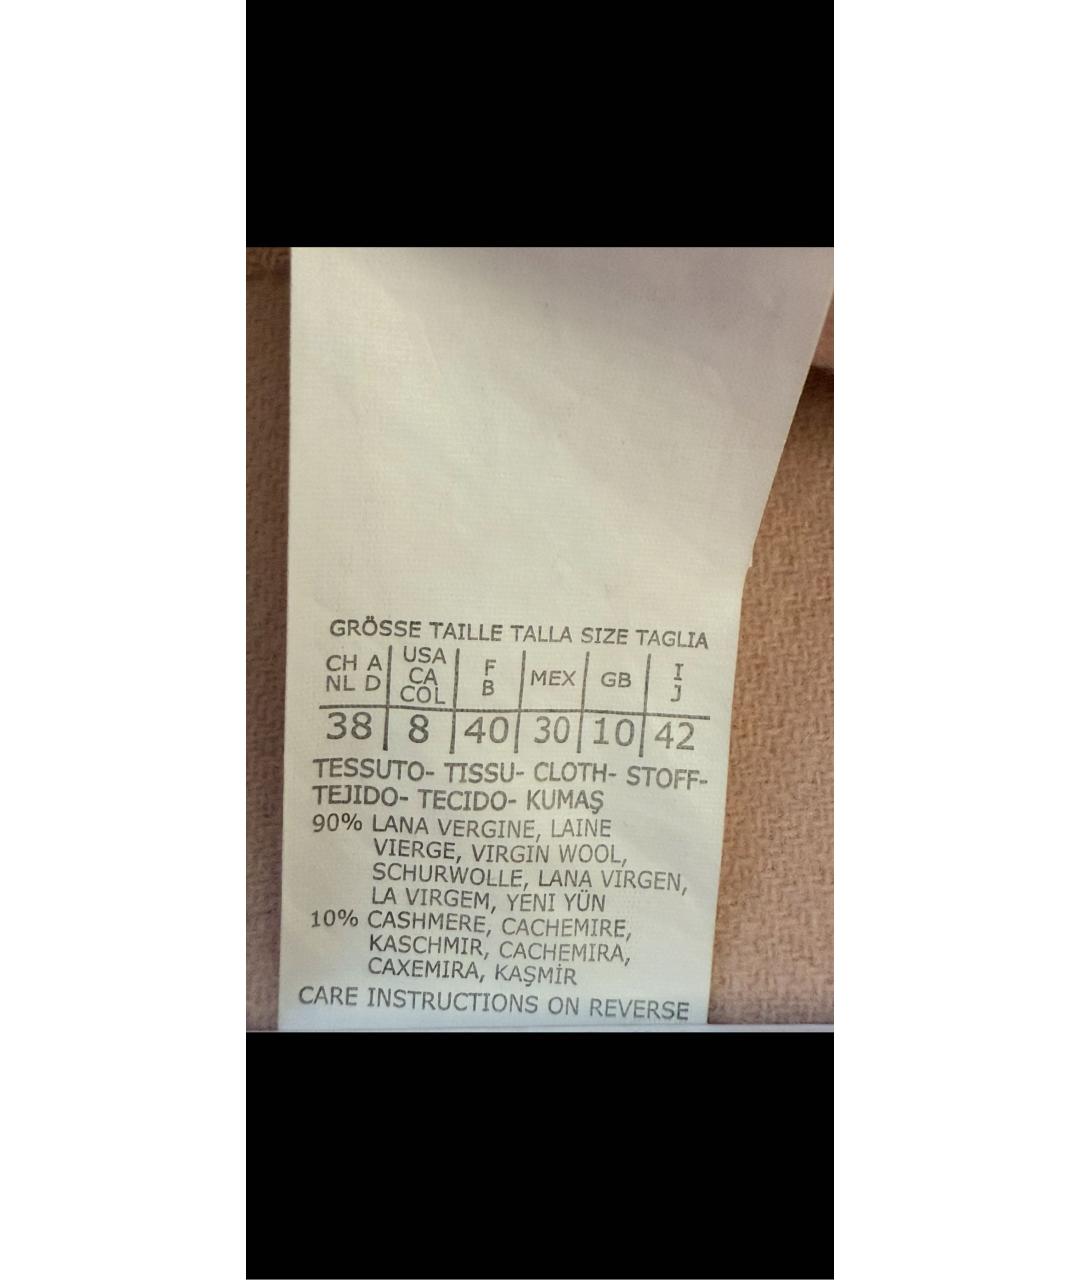 GRÖSSE TAILLE TALLA SIZE TAGLIA
CH A NL D USA CA COL F B MEX GB I J
38 8 40 30 10 42
TESSUTO- TISSU- CLOTH- STOFF-
TEJIDO- TECIDO- KUMAŞ
90% LANA VERGINE, LAINE
VIERGE, VIRGIN WOOL,
SCHURWOLLE, LANA VIRGEN,
LA VIRGEM, YENI YÜN
10% CASHMERE, CACHEMIRE,
KASCHMIR, CACHEMIRA,
CAXEMIRA, KAŞMİR
CARE INSTRUCTIONS ON REVERSE